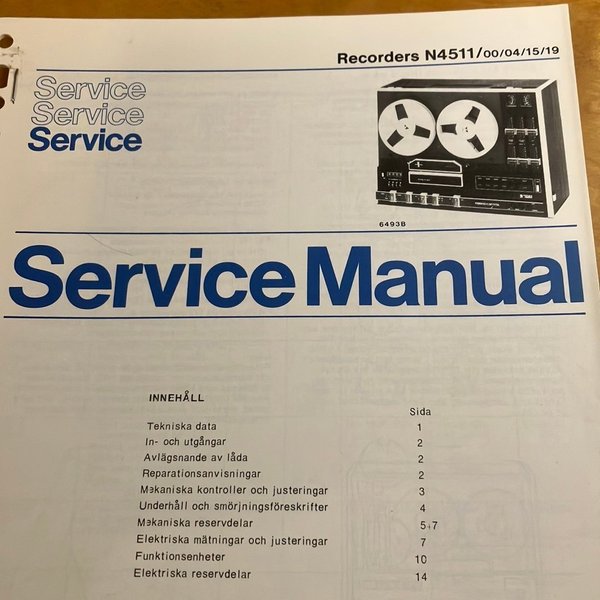 Recorders N4511/00/04/15/19
Service
Service
Service
6493B
Service Manual
INNEHÅLL
Sida
Tekniska data 1
In- och utgångar 2
Avlägsnande av låda 2
Reparationsanvisningar 2
Mekaniska kontroller och justeringar 3
Underhåll och smörjningsföreskrifter 4
Mekaniska reservdelar 5+7
Elektriska mätningar och justeringar 7
Funktionsenheter 10
Elektriska reservdelar 14